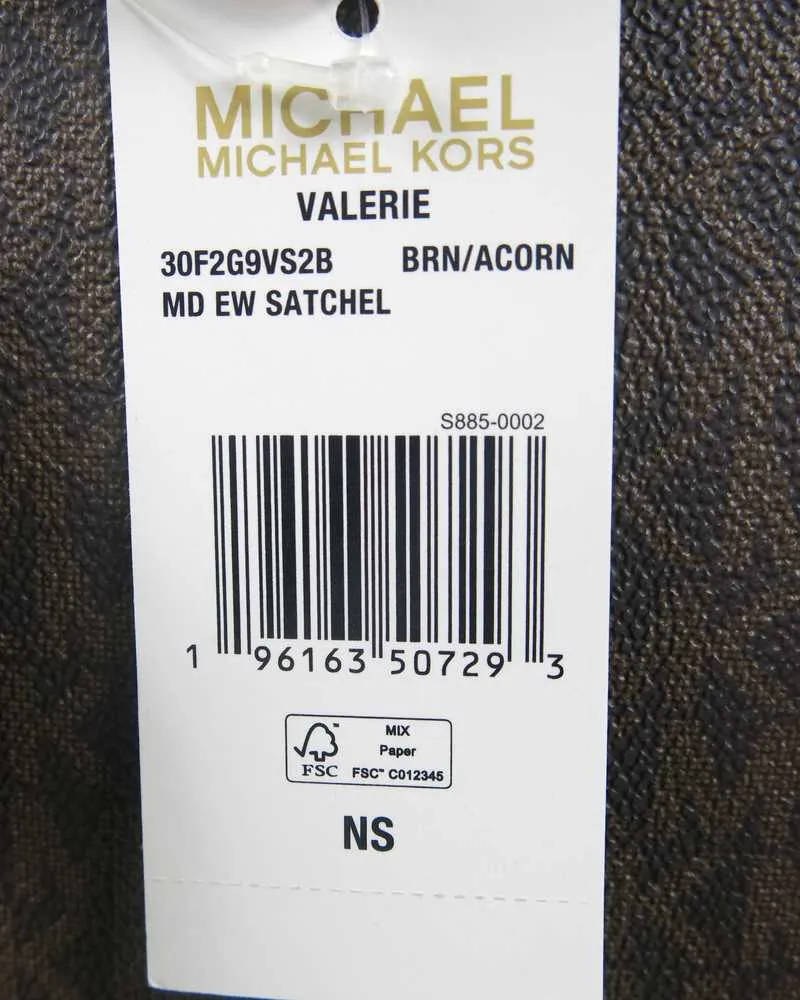 MICHAEL
MICHAEL KORS
VALERIE
30F2G9VS2B BRN/ACORN
MD EW SATCHEL
S885-0002
1 96163 50729 3
MIX
Paper
FSC™ C012345
FSC
NS